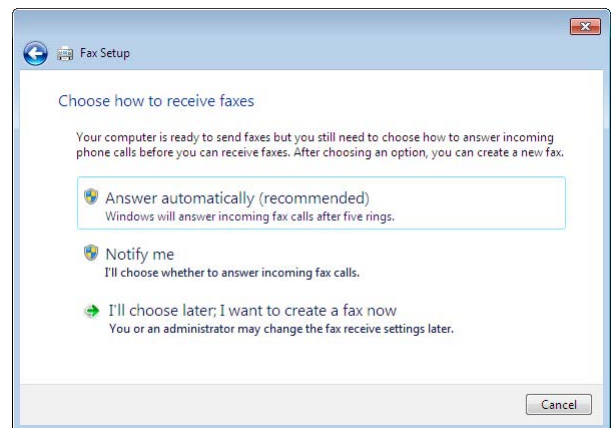 Fax Setup
Choose how to receive faxes
Your computer is ready to send faxes but you still need to choose how to answer incoming
phone calls before you can receive faxes. After choosing an option, you can create a new fax.
Answer automatically (recommended)
Windows will answer incoming fax calls after five rings.
Notify me
I'll choose whether to answer incoming fax calls.
I'll choose later; I want to create a fax now
You or an administrator may change the fax receive settings later.
Cancel